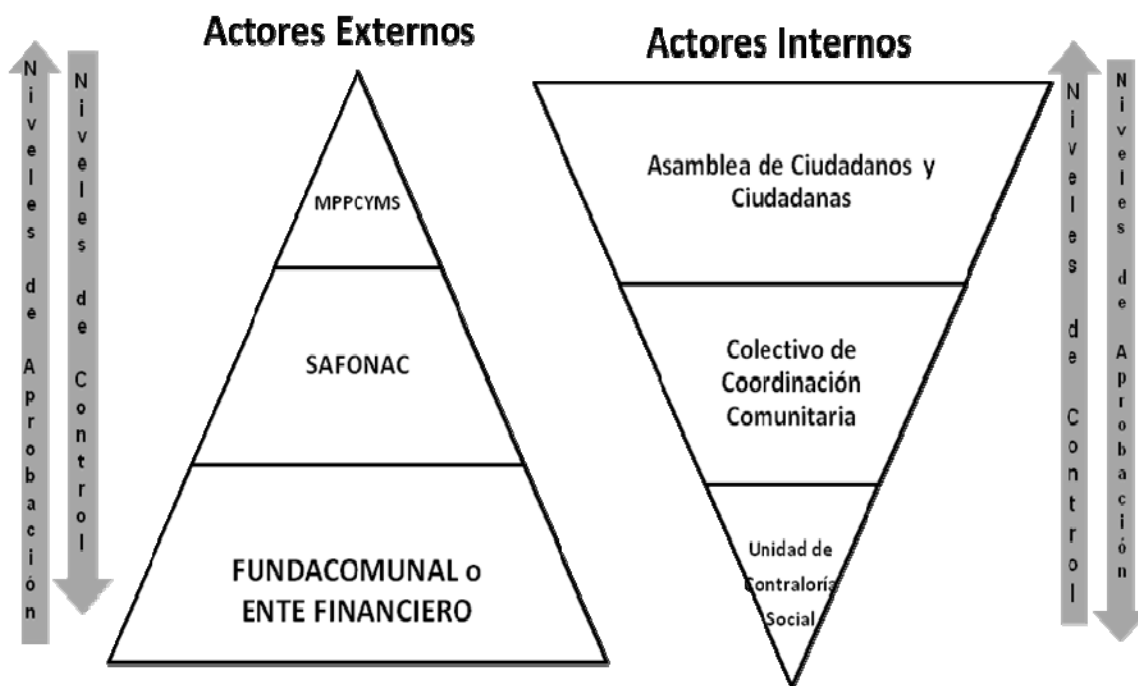 Actores Externos
Niveles de Aprobación
Niveles de Control
MPPCYMS
SAFONAC
FUNDACOMUNAL o
ENTE FINANCIERO
Actores Internos
Asamblea de Ciudadanos y
Ciudadanas
Colectivo de
Coordinación
Comunitaria
Unidad de
Contraloría
Social
Niveles de Control
Niveles de Aprobación